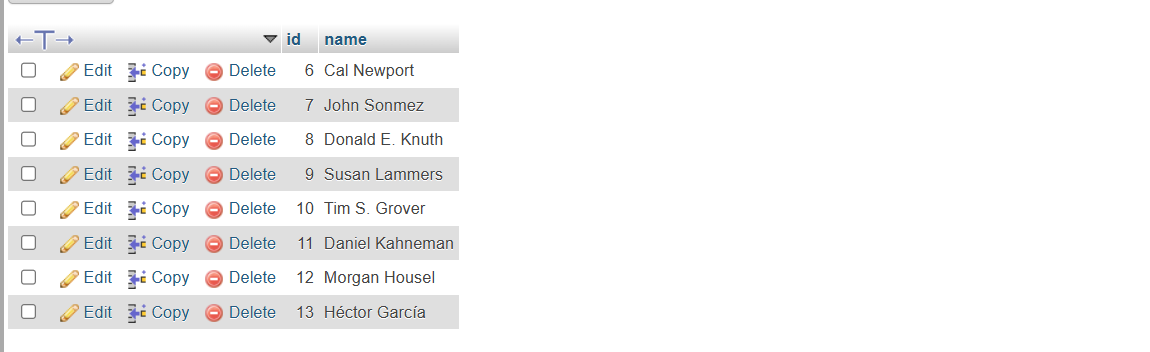 id name
Edit Copy Delete 6 Cal Newport
Edit Copy Delete 7 John Sonmez
Edit Copy Delete 8 Donald E. Knuth
Edit Copy Delete 9 Susan Lammers
Edit Copy Delete 10 Tim S. Grover
Edit Copy Delete 11 Daniel Kahneman
Edit Copy Delete 12 Morgan Housel
Edit Copy Delete 13 Héctor García